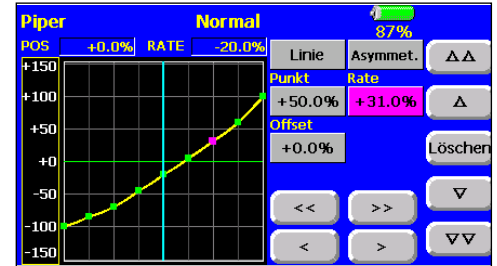 Piper Normal 87%
POS +0.0% RATE -20.0%
Linie Asymmet. △△
Punkt Rate
+50.0% +31.0% △
Offset
+0.0% Löschen
<< >> ▽
< > ▽▽
+150
+100
+50
+0
-50
-100
-150